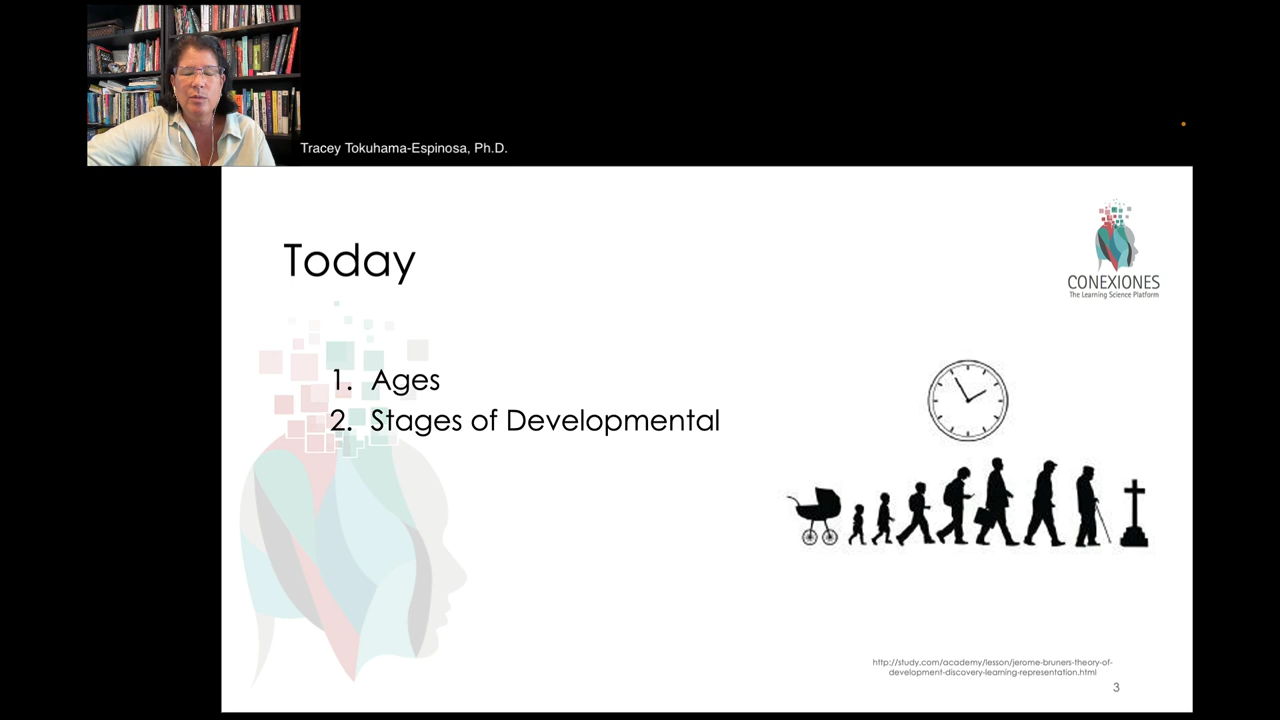 Tracey Tokuhama-Espinosa, Ph.D.
CONEXIONES
The Learning Science Platform
Today
1. Ages
2. Stages of Developmental
http://study.com/academy/lesson/jerome-bruners-theory-of-
development-discovery-learning-representation.html
3